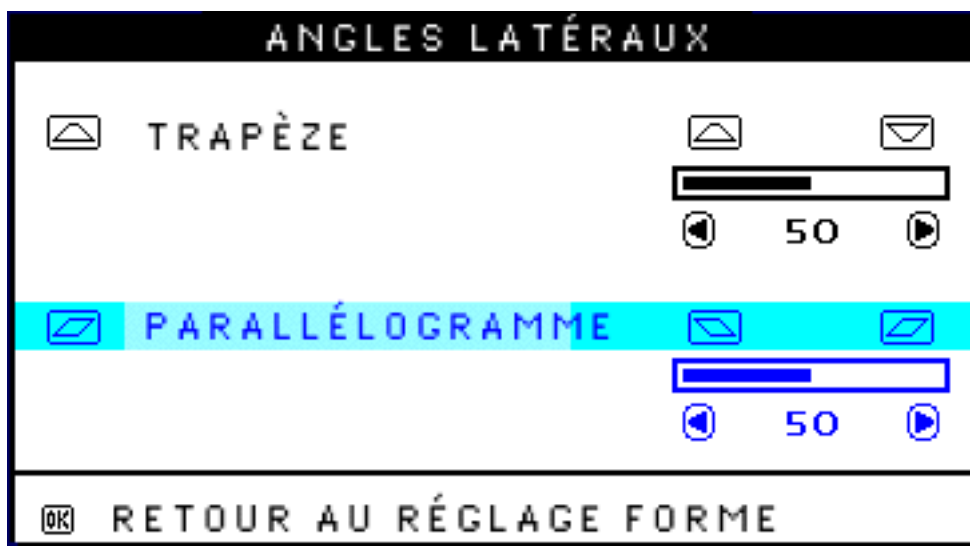 ANGLES LATÉRAUX
TRAPÈZE
50
PARALLÉLOGRAMME
50
OK RETOUR AU RÉGLAGE FORME